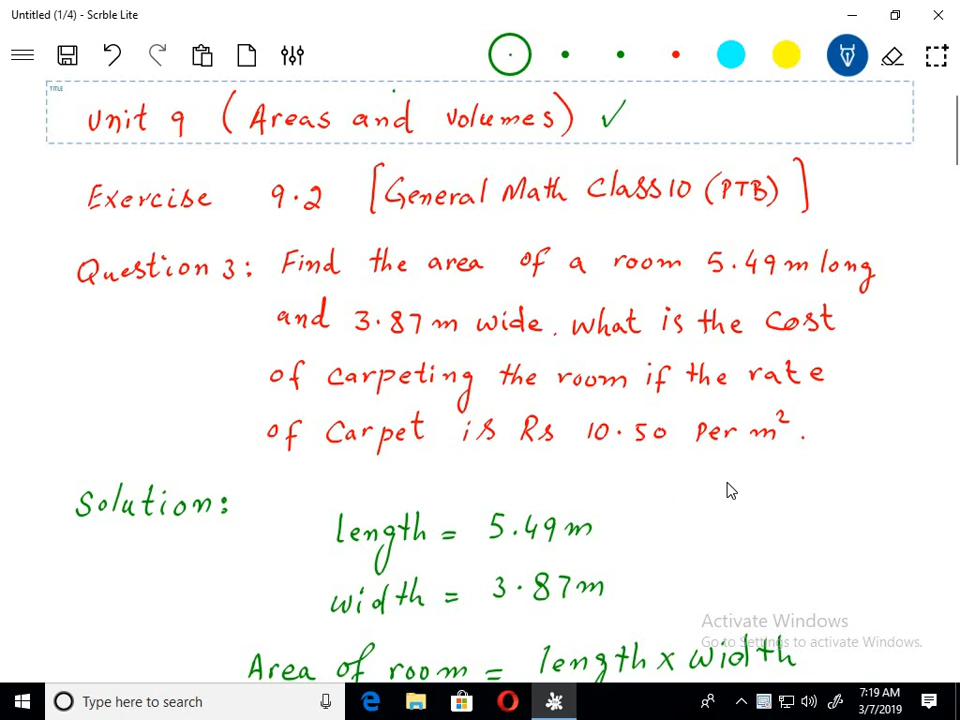 Untitled (1/4) - Scrble Lite
TITLE
Unit 9 (Areas and volumes) ✓
Exercise 9.2 [General Math Class 10 (PTB)]
Question 3: Find the area of a room 5.49m long
and 3.87m wide. What is the cost
of carpeting the room if the rate
of Carpet is Rs 10.50 Per m².
Solution:
length = 5.49m
width = 3.87m
Area of room = length x width
Activate Windows
Go to Settings to activate Windows.
Type here to search
7:19 AM
3/7/2019